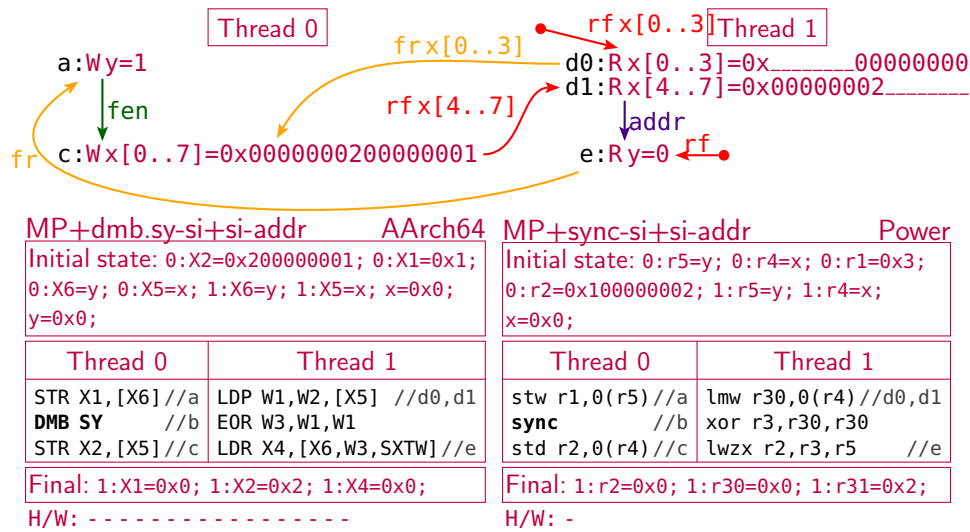 Thread 0
Thread 1
rfx[0..3]
frx[0..3]
a:Wy=1
d0:Rx[0..3]=0x________00000000
d1:Rx[4..7]=0x00000002________
fen
rfx[4..7]
addr
fr
c:Wx[0..7]=0x0000000200000001
e:Ry=0
rf
MP+dmb.sy-si+si-addr AArch64
Initial state: 0:X2=0x200000001; 0:X1=0x1;
0:X6=y; 0:X5=x; 1:X6=y; 1:X5=x; x=0x0;
y=0x0;
Thread 0 Thread 1
STR X1,[X6]//a LDP W1,W2,[X5] //d0,d1
DMB SY //b EOR W3,W1,W1
STR X2,[X5]//c LDR X4,[X6,W3,SXTW]//e
Final: 1:X1=0x0; 1:X2=0x2; 1:X4=0x0;
H/W: - - - - - - - - - - - - - - - - - -
MP+sync-si+si-addr Power
Initial state: 0:r5=y; 0:r4=x; 0:r1=0x3;
0:r2=0x100000002; 1:r5=y; 1:r4=x;
x=0x0;
Thread 0 Thread 1
stw r1,0(r5)//a lmw r30,0(r4)//d0,d1
sync //b xor r3,r30,r30
std r2,0(r4)//c lwzx r2,r3,r5 //e
Final: 1:r2=0x0; 1:r30=0x0; 1:r31=0x2;
H/W: -